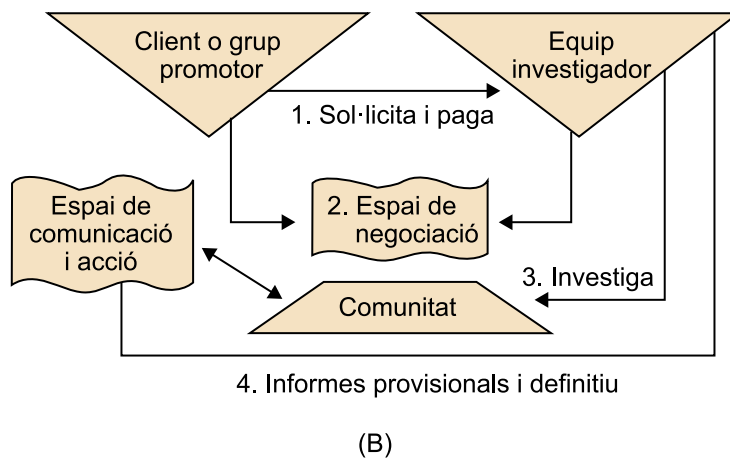 Client o grup
promotor
Equip
investigador
1. Sol·licita i paga
Espai de
comunicació
i acció
2. Espai de
negociació
3. Investiga
Comunitat
4. Informes provisionals i definitiu
(B)